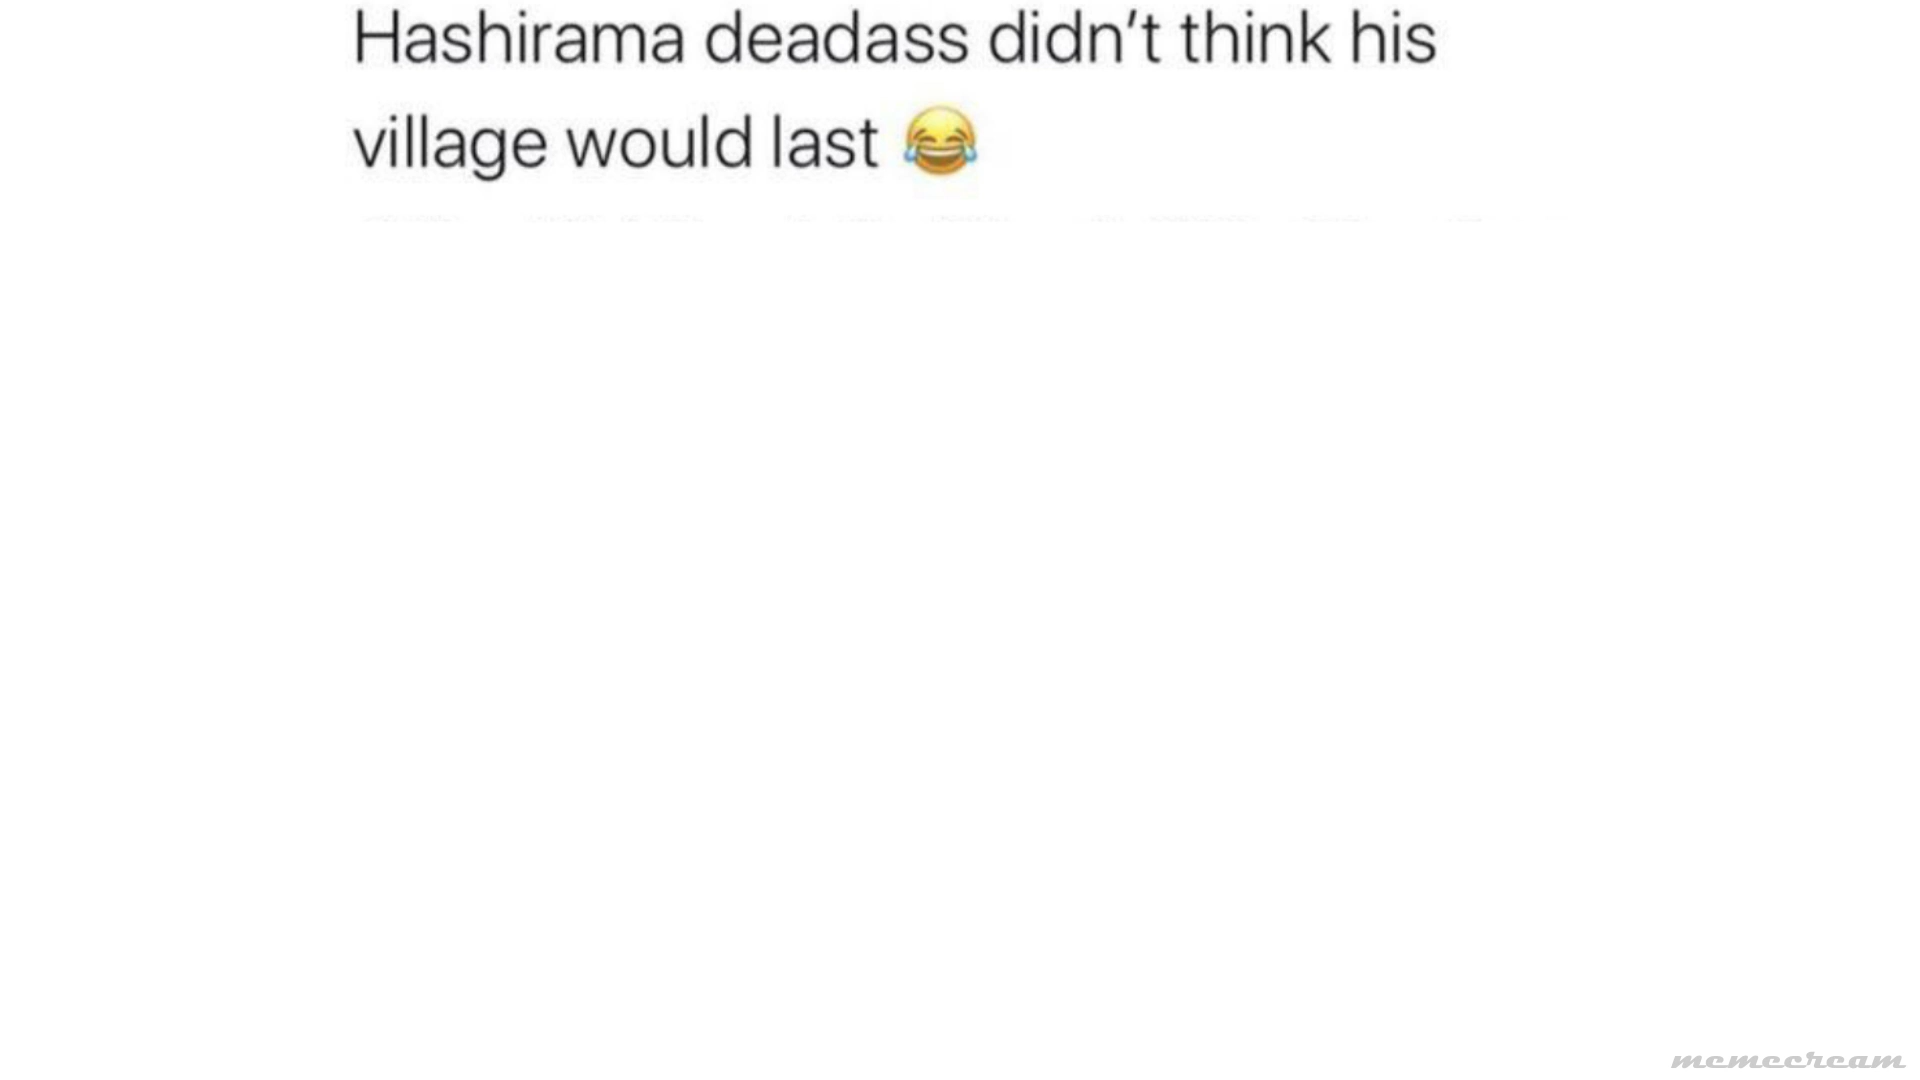 Hashirama deadass didn’t think his
village would last 😂
memecream